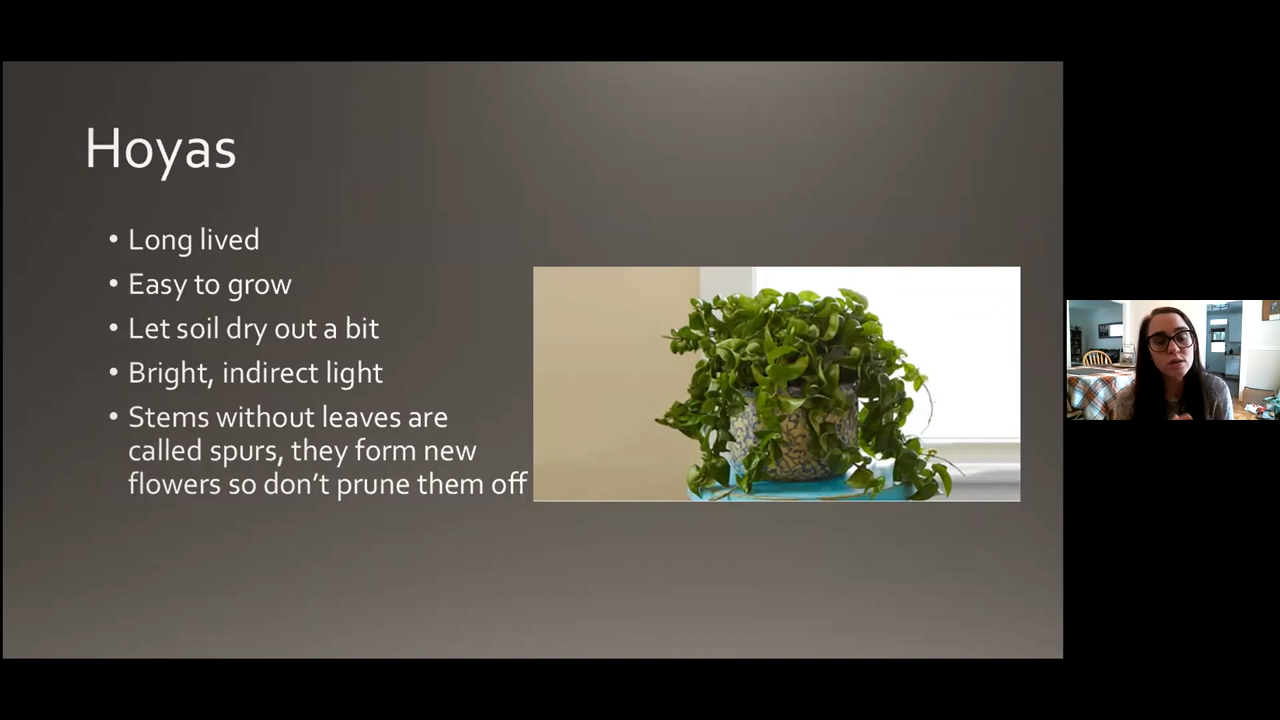 Hoyas
• Long lived
• Easy to grow
• Let soil dry out a bit
• Bright, indirect light
• Stems without leaves are
called spurs, they form new
flowers so don’t prune them off